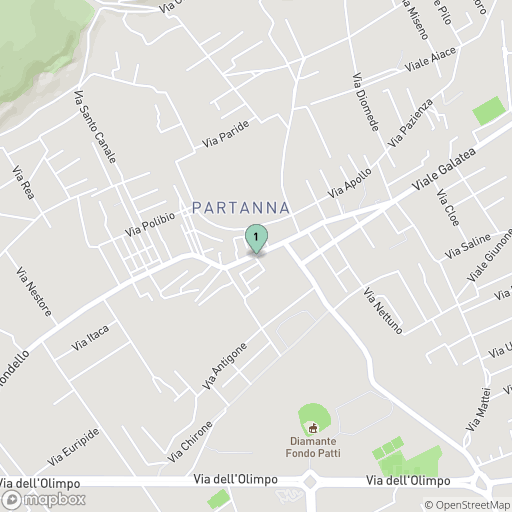 Via Pazienza
Viale Aiace
Via Diomede
Via Santo Canale
Via Paride
Via Rea
Via Apollo
Viale Galatea
PARTANNA
Via Polibio
Via Cloe
1
Via Saline
Viale Giunone
Via Nestore
Via Nettuno
Via Itaca
Via Antigone
Via Mattei
Via Euripide
Via Chirone
Diamante
Fondo Patti
Via dell'Olimpo
Via dell'Olimpo
Via dell'Olimpo
mapbox
© OpenStreetMap